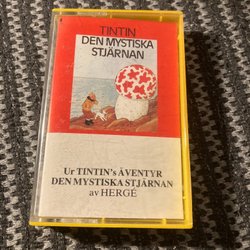 TINTIN
DEN MYSTISKA
STJÄRNAN
Ur TINTIN's ÄVENTYR
DEN MYSTISKA STJÄRNAN
av HERGÉ